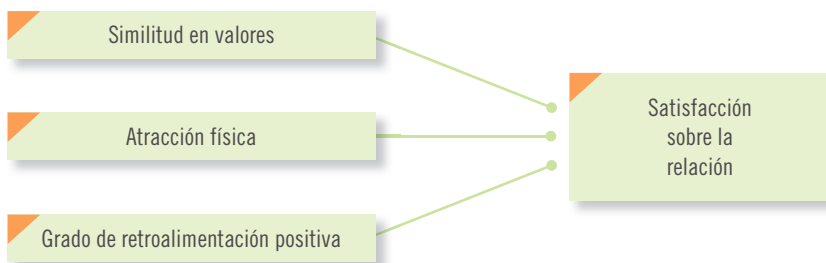 Similitud en valores
Atracción física
Grado de retroalimentación positiva
Satisfacción
sobre la
relación